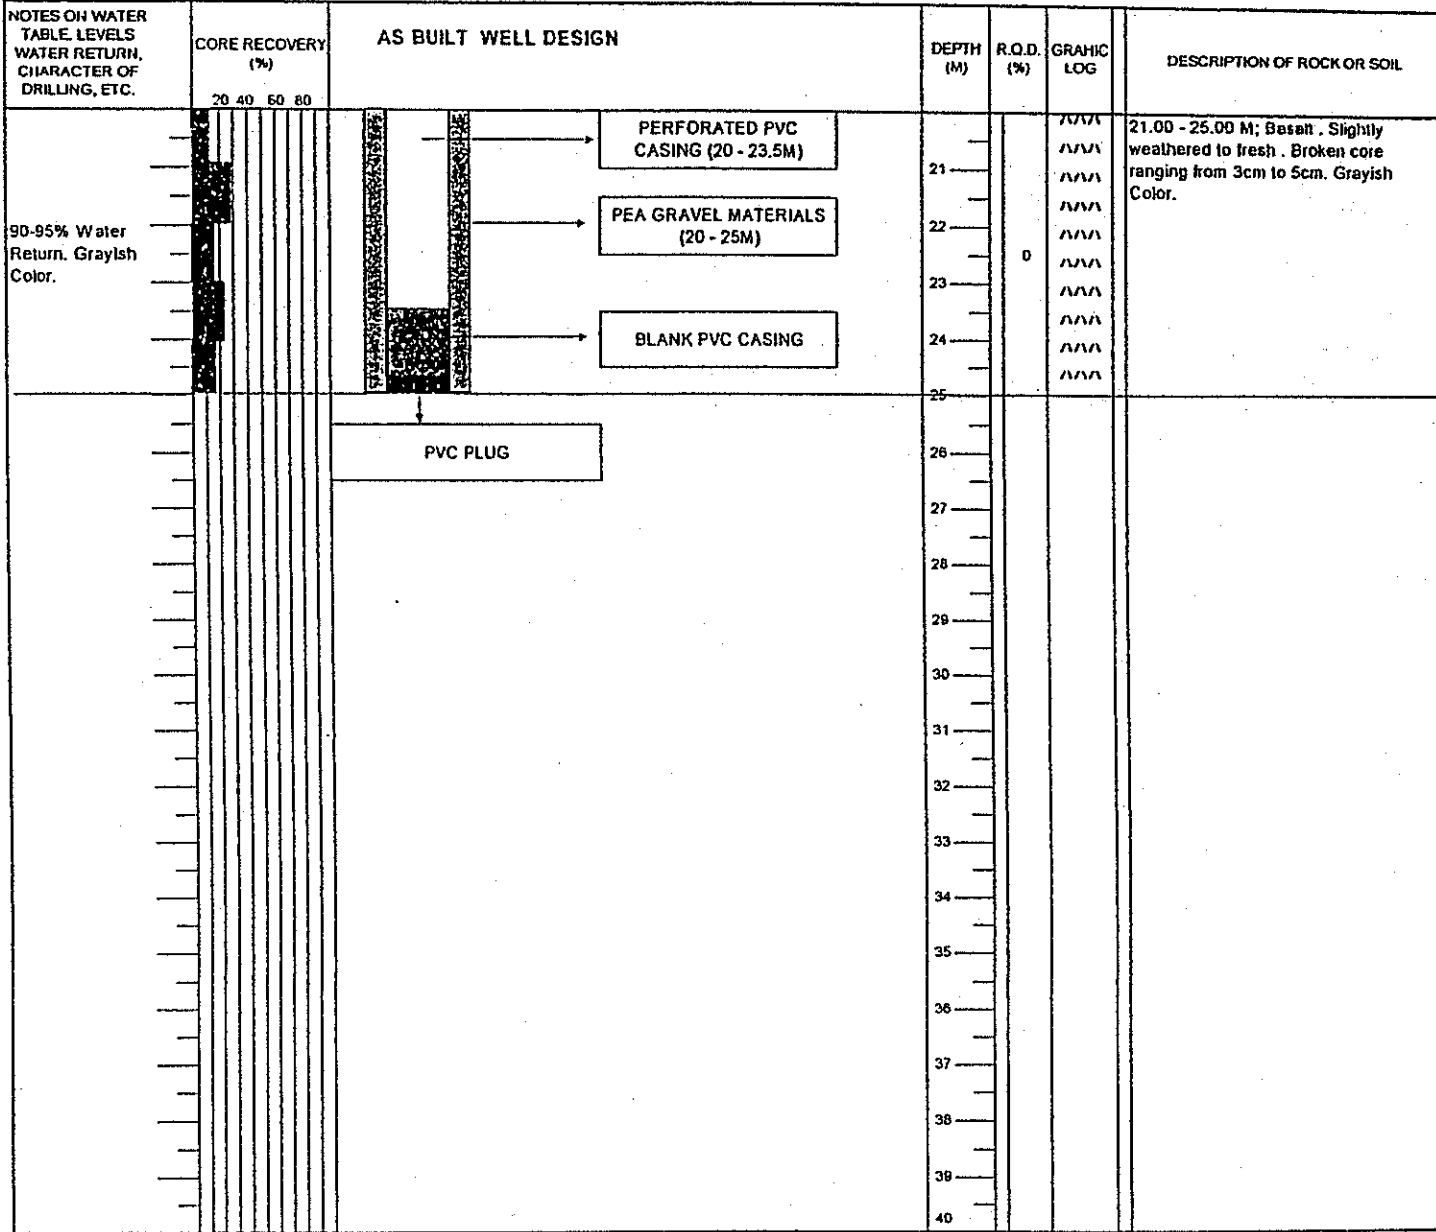 NOTES ON WATER
TABLE. LEVELS
WATER RETURN,
CHARACTER OF
DRILLING, ETC.
CORE RECOVERY
(%)
20 40 60 80
AS BUILT WELL DESIGN
DEPTH
(M)
R.Q.D.
(%)
GRAHIC
LOG
DESCRIPTION OF ROCK OR SOIL
90-95% Water
Return. Grayish
Color.
PERFORATED PVC
CASING (20 - 23.5M)
PEA GRAVEL MATERIALS
(20 - 25M)
BLANK PVC CASING
PVC PLUG
21
22
23
24
25
26
27
28
29
30
31
32
33
34
35
36
37
38
39
40
0
21.00 - 25.00 M; Basalt . Slightly
weathered to fresh . Broken core
ranging from 3cm to 5cm. Grayish
Color.